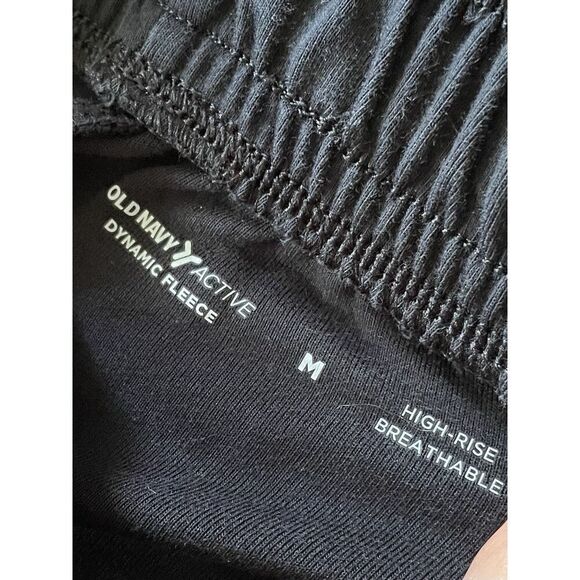 OLD NAVY ACTIVE
DYNAMIC FLEECE
M
HIGH-RISE
BREATHABLE